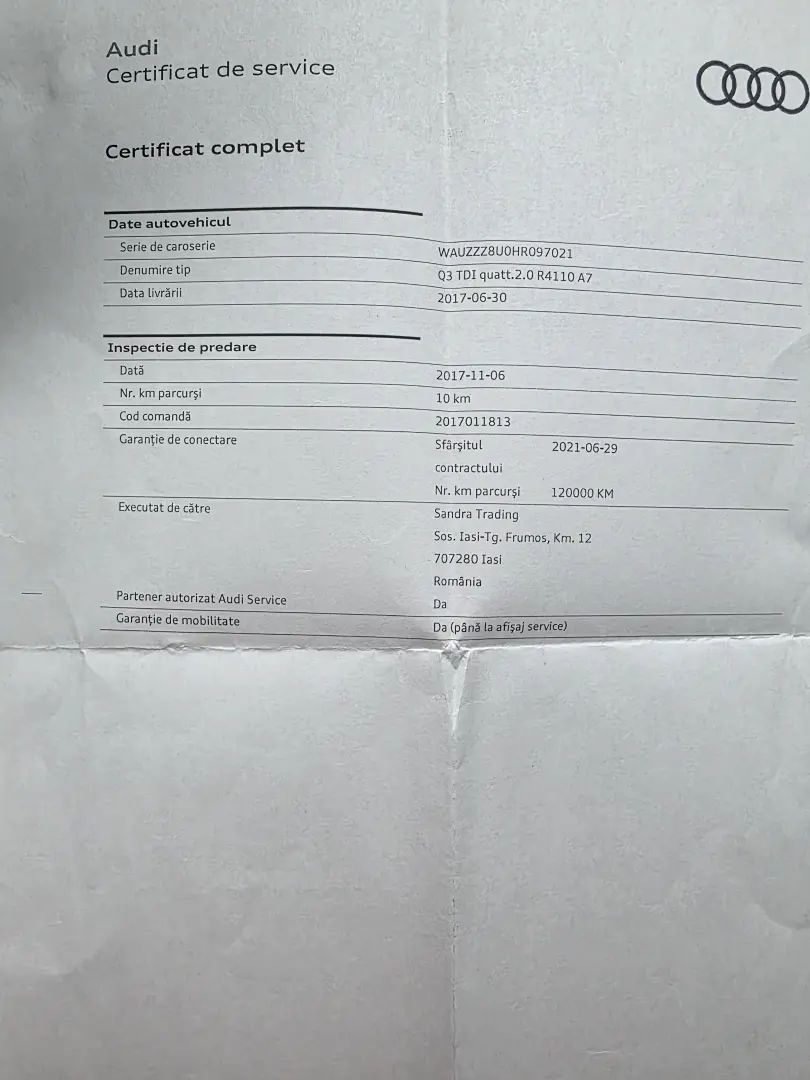 Audi
Certificat de service
Certificat complet
Date autovehicul
Serie de caroserie WAUZZZ8U0HR097021
Denumire tip Q3 TDI quatt.2.0 R4110 A7
Data livrării 2017-06-30
Inspectie de predare
Dată 2017-11-06
Nr. km parcurși 10 km
Cod comandă 2017011813
Garanție de conectare Sfârșitul 2021-06-29
contractului
Nr. km parcurși 120000 KM
Executat de către Sandra Trading
Sos. Iasi-Tg. Frumos, Km. 12
707280 Iasi
România
Partener autorizat Audi Service Da
Garanție de mobilitate Da (până la afișaj service)